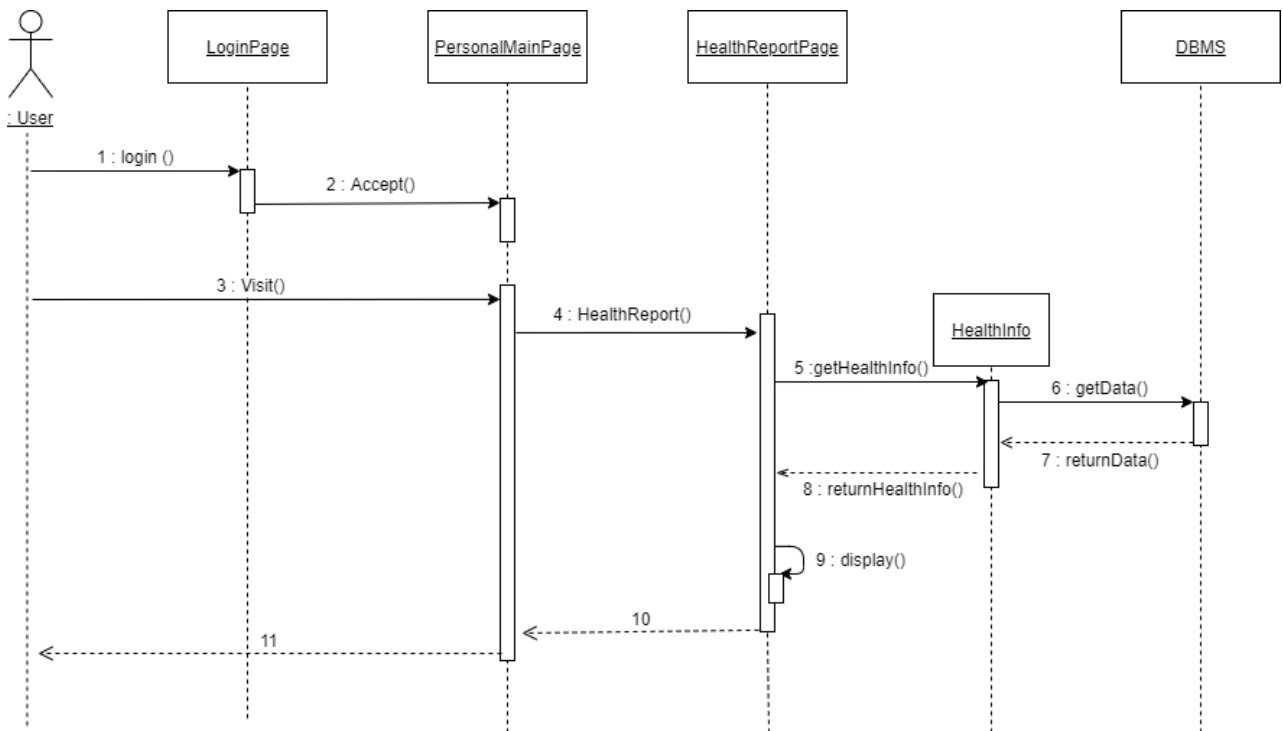 LoginPage
PersonalMainPage
HealthReportPage
DBMS
: User
1 : login ()
2 : Accept()
3 : Visit()
4 : HealthReport()
HealthInfo
5 :getHealthInfo()
6 : getData()
7 : returnData()
8 : returnHealthInfo()
9 : display()
10
11